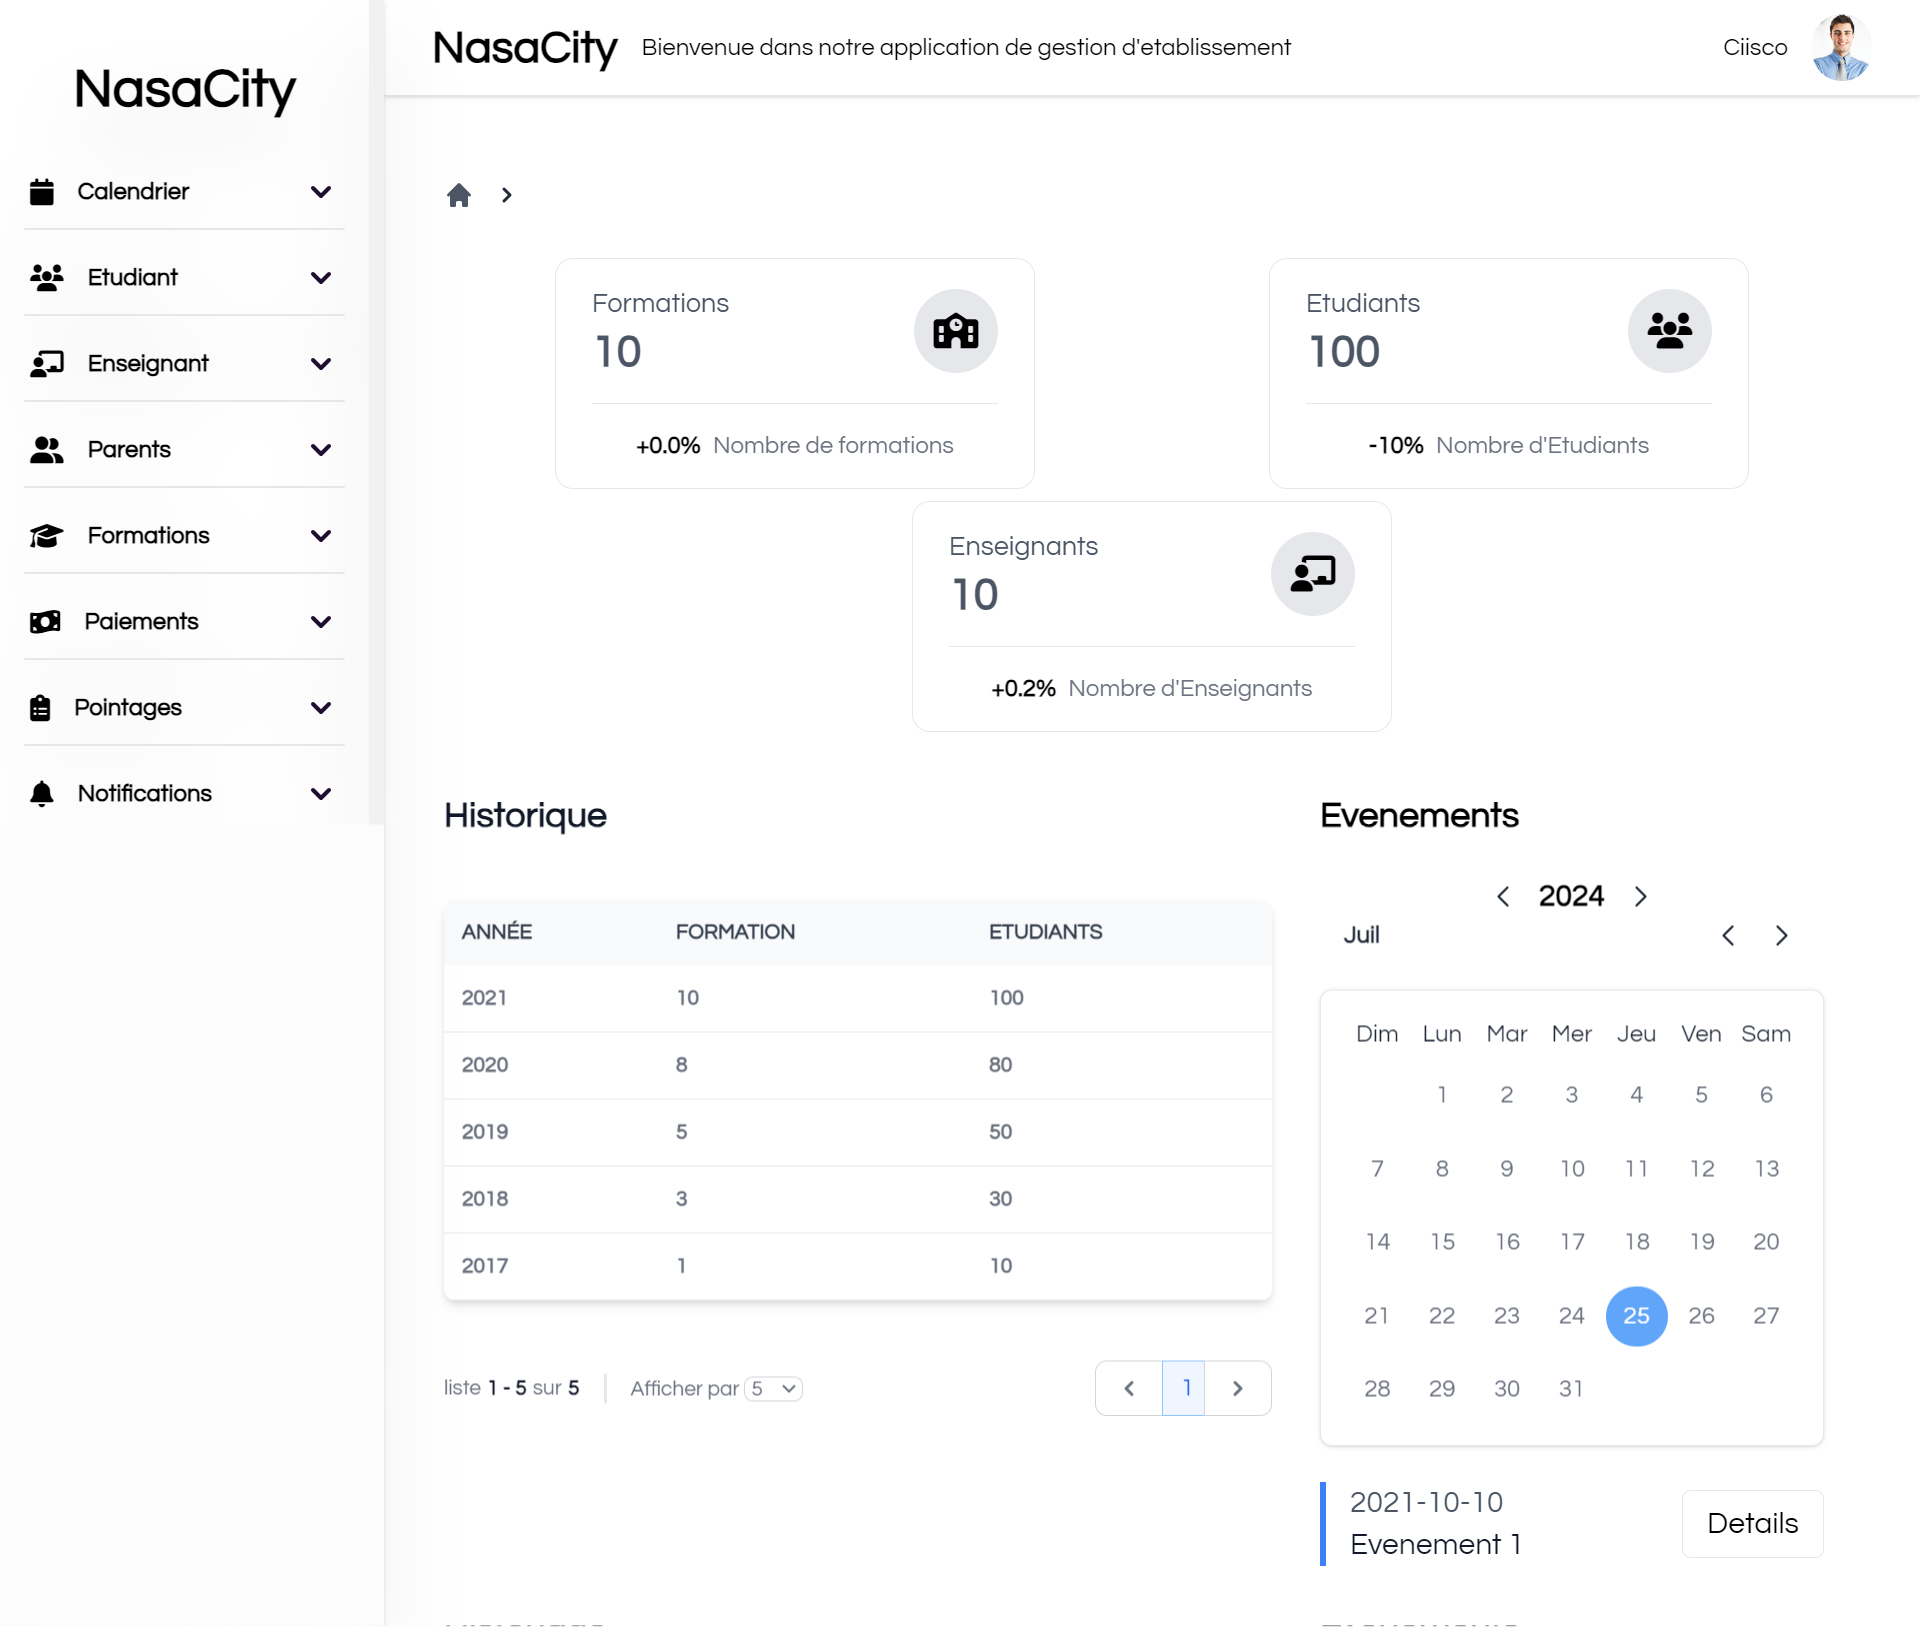 NasaCity
Calendrier
Etudiant
Enseignant
Parents
Formations
Paiements
Pointages
Notifications
NasaCity Bienvenue dans notre application de gestion d'etablissement Ciisco
Formations
10
+0.0% Nombre de formations
Etudiants
100
-10% Nombre d'Etudiants
Enseignants
10
+0.2% Nombre d'Enseignants
Historique
ANNÉE FORMATION ETUDIANTS
2021 10 100
2020 8 80
2019 5 50
2018 3 30
2017 1 10
liste 1 - 5 sur 5 Afficher par 5 1
Evenements
2024
Juil
Dim Lun Mar Mer Jeu Ven Sam
1 2 3 4 5 6
7 8 9 10 11 12 13
14 15 16 17 18 19 20
21 22 23 24 25 26 27
28 29 30 31
2021-10-10
Evenement 1
Details